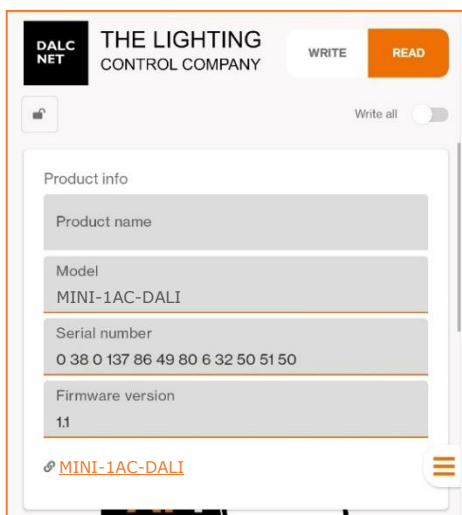 DALC
NET
THE LIGHTING
CONTROL COMPANY
WRITE
READ
Write all
Product info
Product name
Model
MINI-1AC-DALI
Serial number
0 38 0 137 86 49 80 6 32 50 51 50
Firmware version
1.1
MINI-1AC-DALI